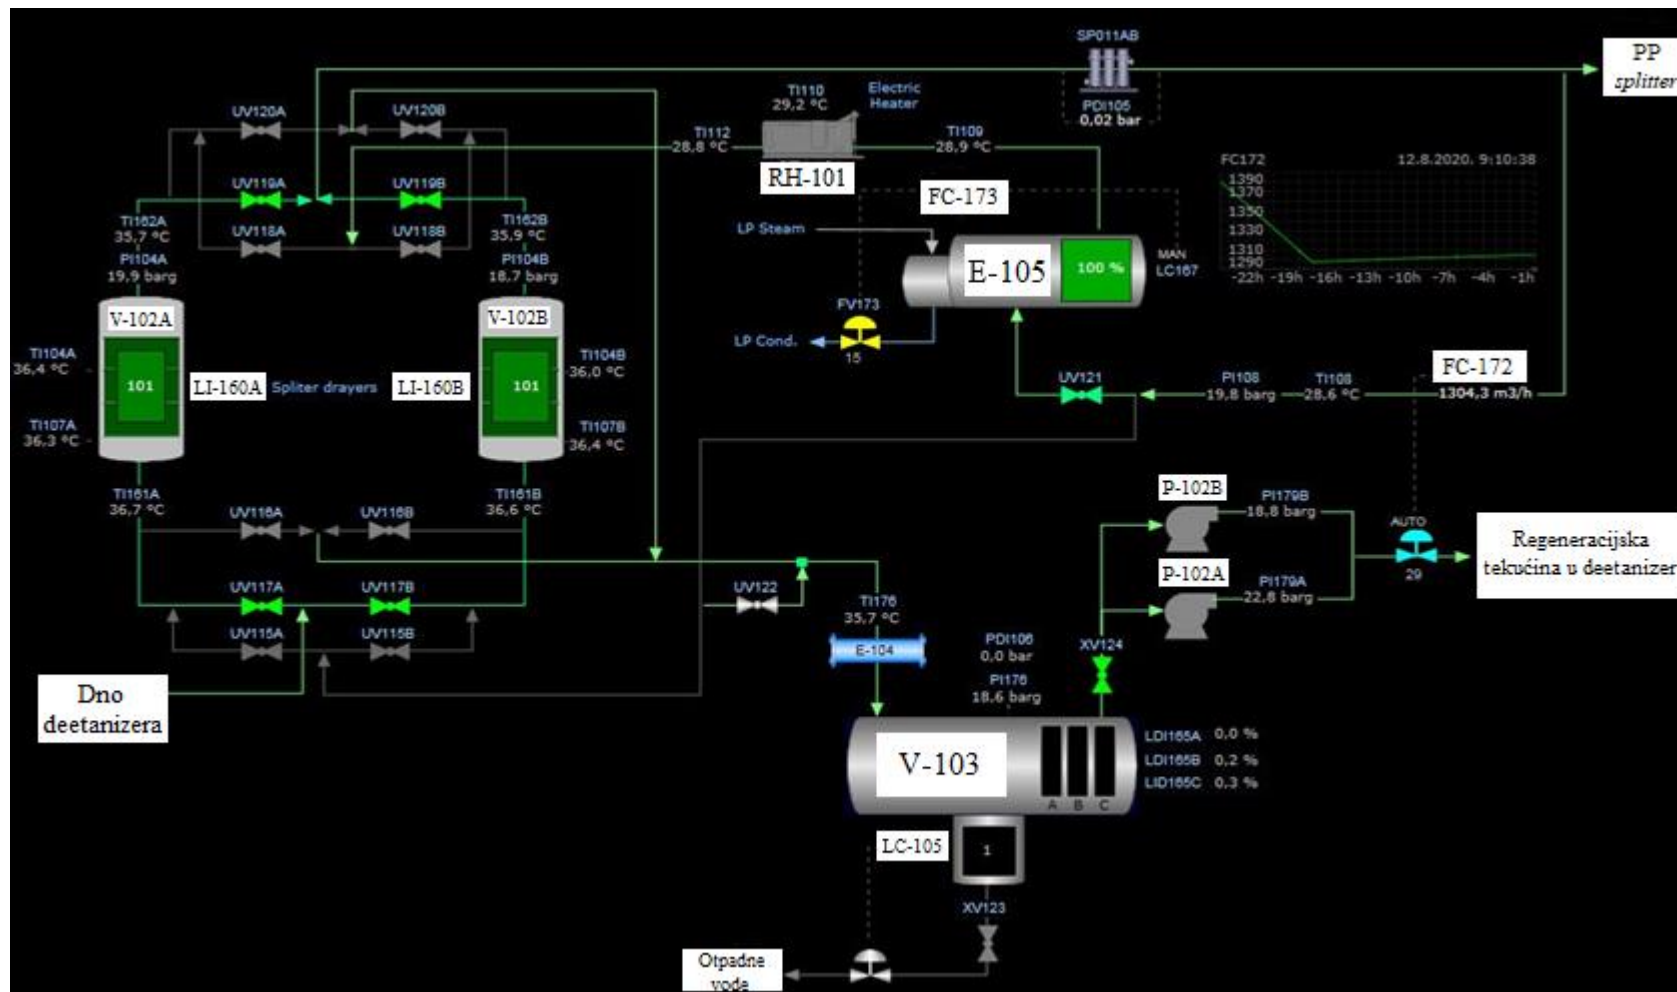 SP011AB
PP
splitter
TI110
29,2 °C
Electric
Heater
PDI105
0,02 bar
UV120A
UV120B
TI112
28,8 °C
TI109
28,9 °C
RH-101
FC172
12.8.2020. 9:10:38
1390
1370
1350
1330
1310
1290
-22h -19h -16h -13h -10h -7h -4h -1h
UV119A
UV119B
FC-173
TI162A
35,7 °C
UV118A
UV118B
TI162B
35,9 °C
LP Steam
PI104A
19,9 barg
PI104B
18,7 barg
E-105
100 %
MAN
LC167
V-102A
V-102B
FV173
15
LP Cond.
TI104A
36,4 °C
101
LI-160A
Spliter drayers
LI-160B
101
TI104B
36,0 °C
UV121
PI108
19,8 barg
TI108
28,6 °C
FC-172
1304,3 m3/h
TI107A
36,3 °C
TI107B
36,4 °C
TI161A
36,7 °C
UV116A
UV116B
TI161B
36,6 °C
P-102B
PI179B
18,8 barg
AUTO
29
Regeneracijska
tekućina u deetanizer
P-102A
PI179A
22,8 barg
UV117A
UV117B
UV122
TI176
35,7 °C
UV115A
UV115B
E-104
PDI106
0,0 bar
PI176
18,6 barg
XV124
Dno
deetanizera
V-103
A B C
LDI165A 0,0 %
LDI165B 0,2 %
LID165C 0,3 %
LC-105
1
XV123
Otpadne
vode